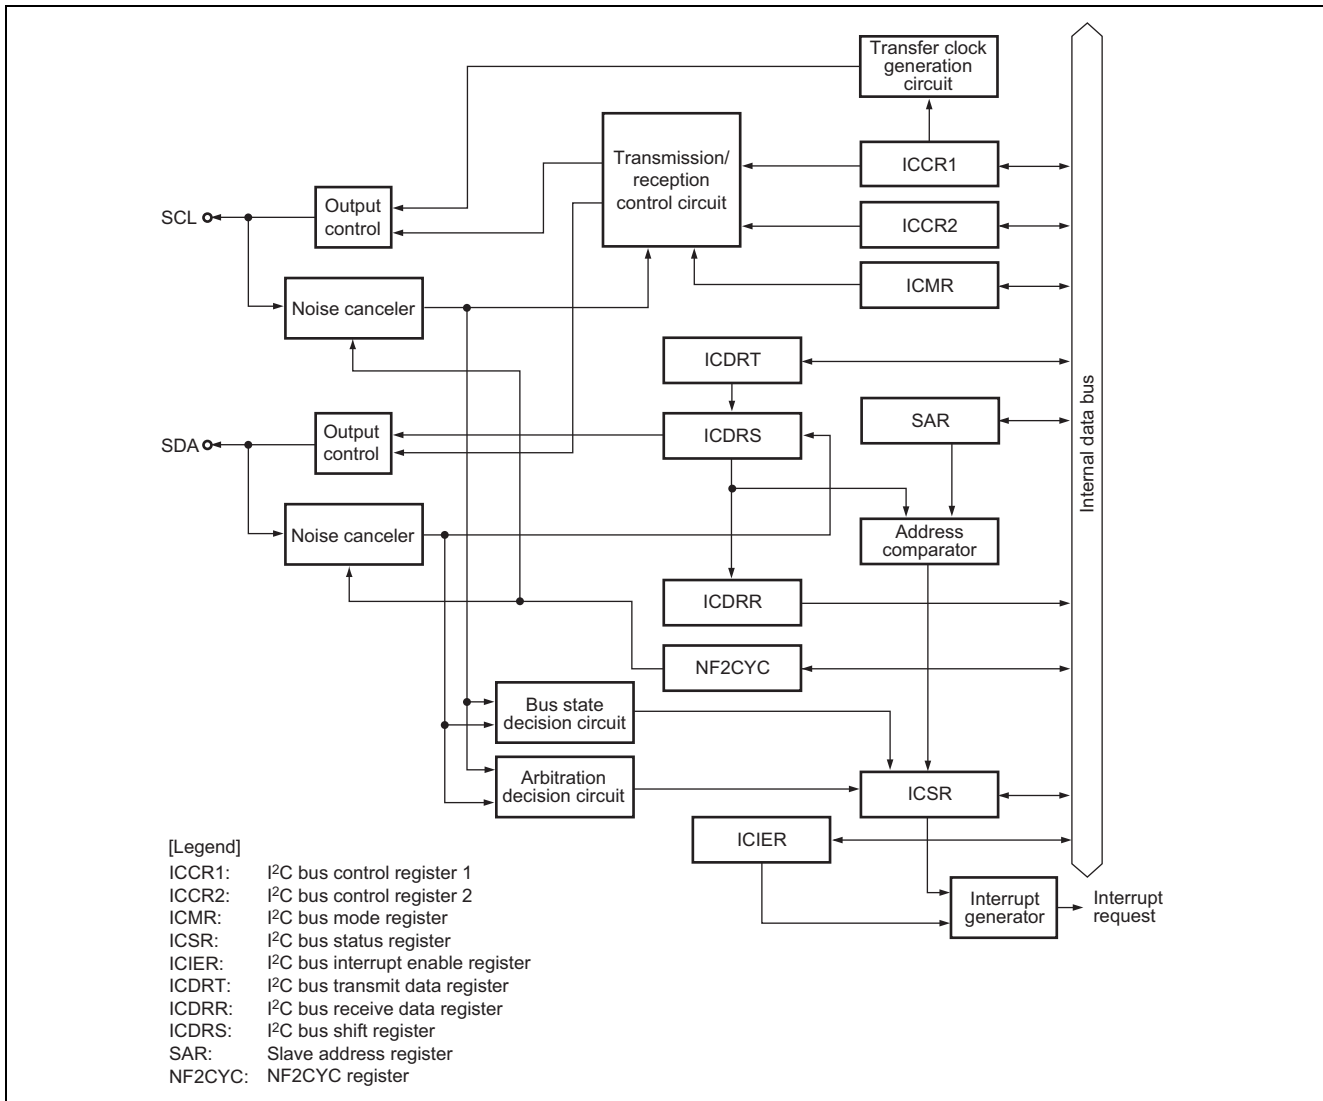 Transfer clock
generation
circuit
Transmission/
reception
control circuit
ICCR1
SCL
Output
control
ICCR2
ICMR
Noise canceler
ICDRT
Internal data bus
SDA
Output
control
ICDRS
SAR
Noise canceler
Address
comparator
ICDRR
NF2CYC
Bus state
decision circuit
Arbitration
decision circuit
ICSR
ICIER
Interrupt
generator
Interrupt
request
[Legend]
ICCR1: I2C bus control register 1
ICCR2: I2C bus control register 2
ICMR: I2C bus mode register
ICSR: I2C bus status register
ICIER: I2C bus interrupt enable register
ICDRT: I2C bus transmit data register
ICDRR: I2C bus receive data register
ICDRS: I2C bus shift register
SAR: Slave address register
NF2CYC: NF2CYC register